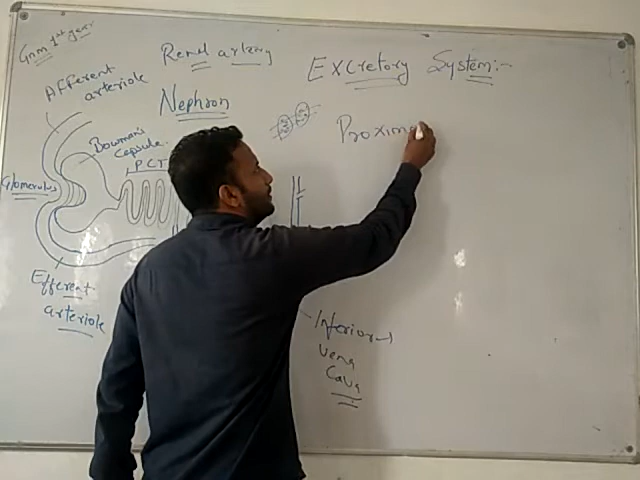 Gnm 1st year
Renal artery
Excretory System:-
Afferent
arteriole
Nephron
Bowman's
Capsule
PCT
Proxima
Glomerulus
Efferent
arteriole
Inferior
Vena
Cava